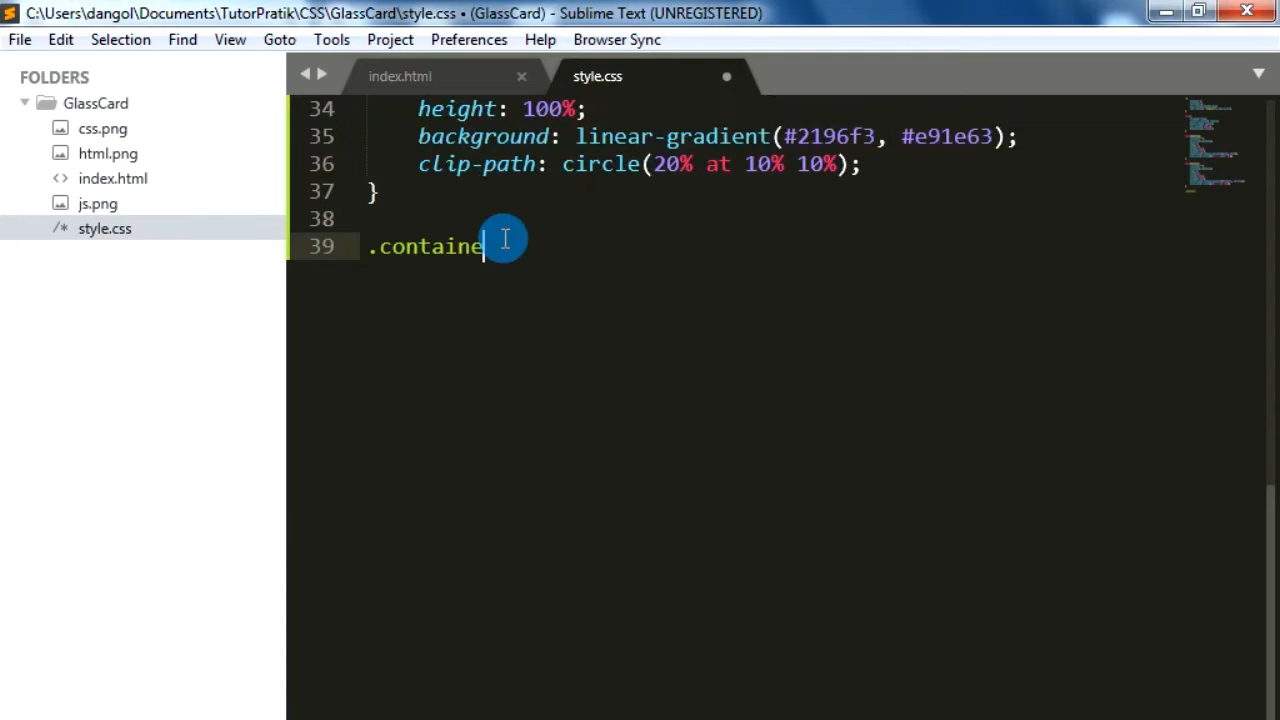 C:\Users\dangol\Documents\TutorPratik\CSS\GlassCard\style.css • (GlassCard) - Sublime Text (UNREGISTERED)
File Edit Selection Find View Goto Tools Project Preferences Help Browser Sync
FOLDERS
GlassCard
css.png
html.png
<> index.html
js.png
/* style.css
index.html style.css
34 height: 100%;
35 background: linear-gradient(#2196f3, #e91e63);
36 clip-path: circle(20% at 10% 10%);
37 }
38
39 .containe